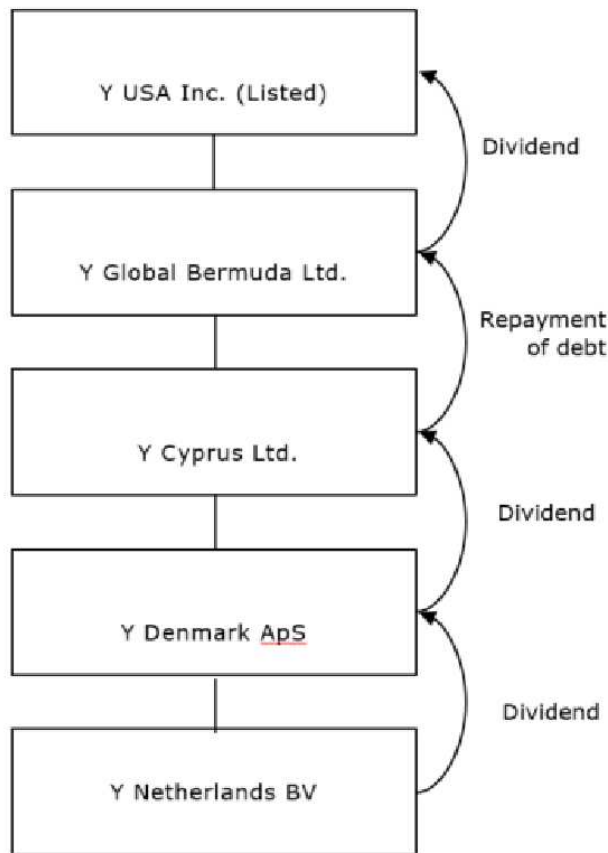 Y USA Inc. (Listed)
Dividend
Y Global Bermuda Ltd.
Repayment
of debt
Y Cyprus Ltd.
Dividend
Y Denmark ApS
Dividend
Y Netherlands BV